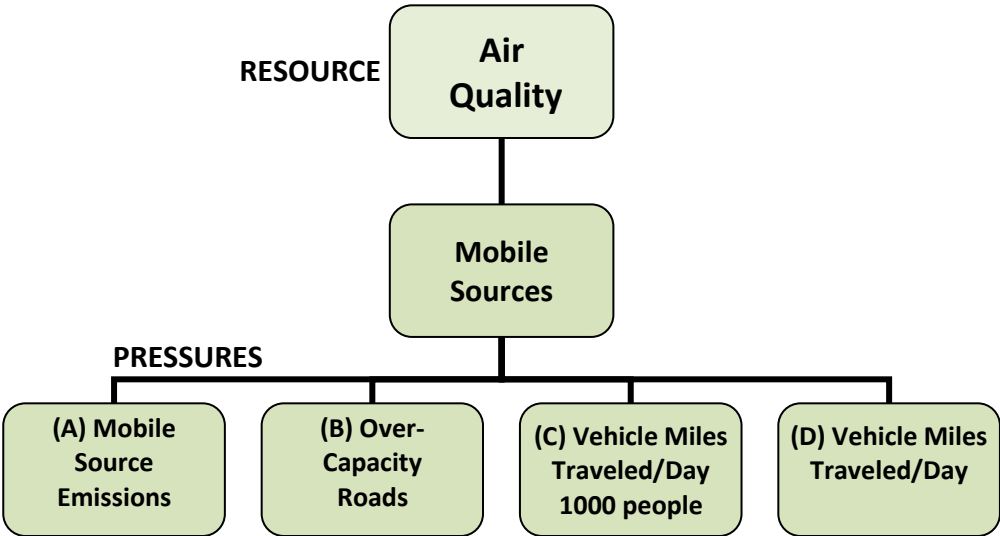 RESOURCE
Air
Quality
Mobile
Sources
PRESSURES
(A) Mobile
Source
Emissions
(B) Over-
Capacity
Roads
(C) Vehicle Miles
Traveled/Day
1000 people
(D) Vehicle Miles
Traveled/Day